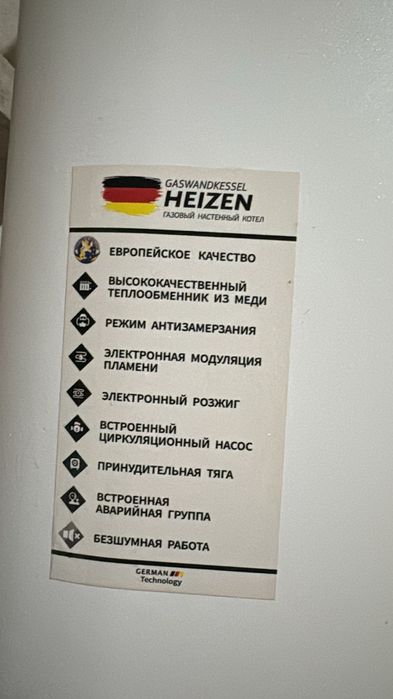 GASWANDKESSEL
HEIZEN
ГАЗОВЫЙ НАСТЕННЫЙ КОТЕЛ
ЕВРОПЕЙСКОЕ КАЧЕСТВО
ВЫСОКОКАЧЕСТВЕННЫЙ
ТЕПЛООБМЕННИК ИЗ МЕДИ
РЕЖИМ АНТИЗАМЕРЗАНИЯ
ЭЛЕКТРОННАЯ МОДУЛЯЦИЯ
ПЛАМЕНИ
ЭЛЕКТРОННЫЙ РОЗЖИГ
ВСТРОЕННЫЙ
ЦИРКУЛЯЦИОННЫЙ НАСОС
ПРИНУДИТЕЛЬНАЯ ТЯГА
ВСТРОЕННАЯ
АВАРИЙНАЯ ГРУППА
БЕЗШУМНАЯ РАБОТА
GERMAN
Technology